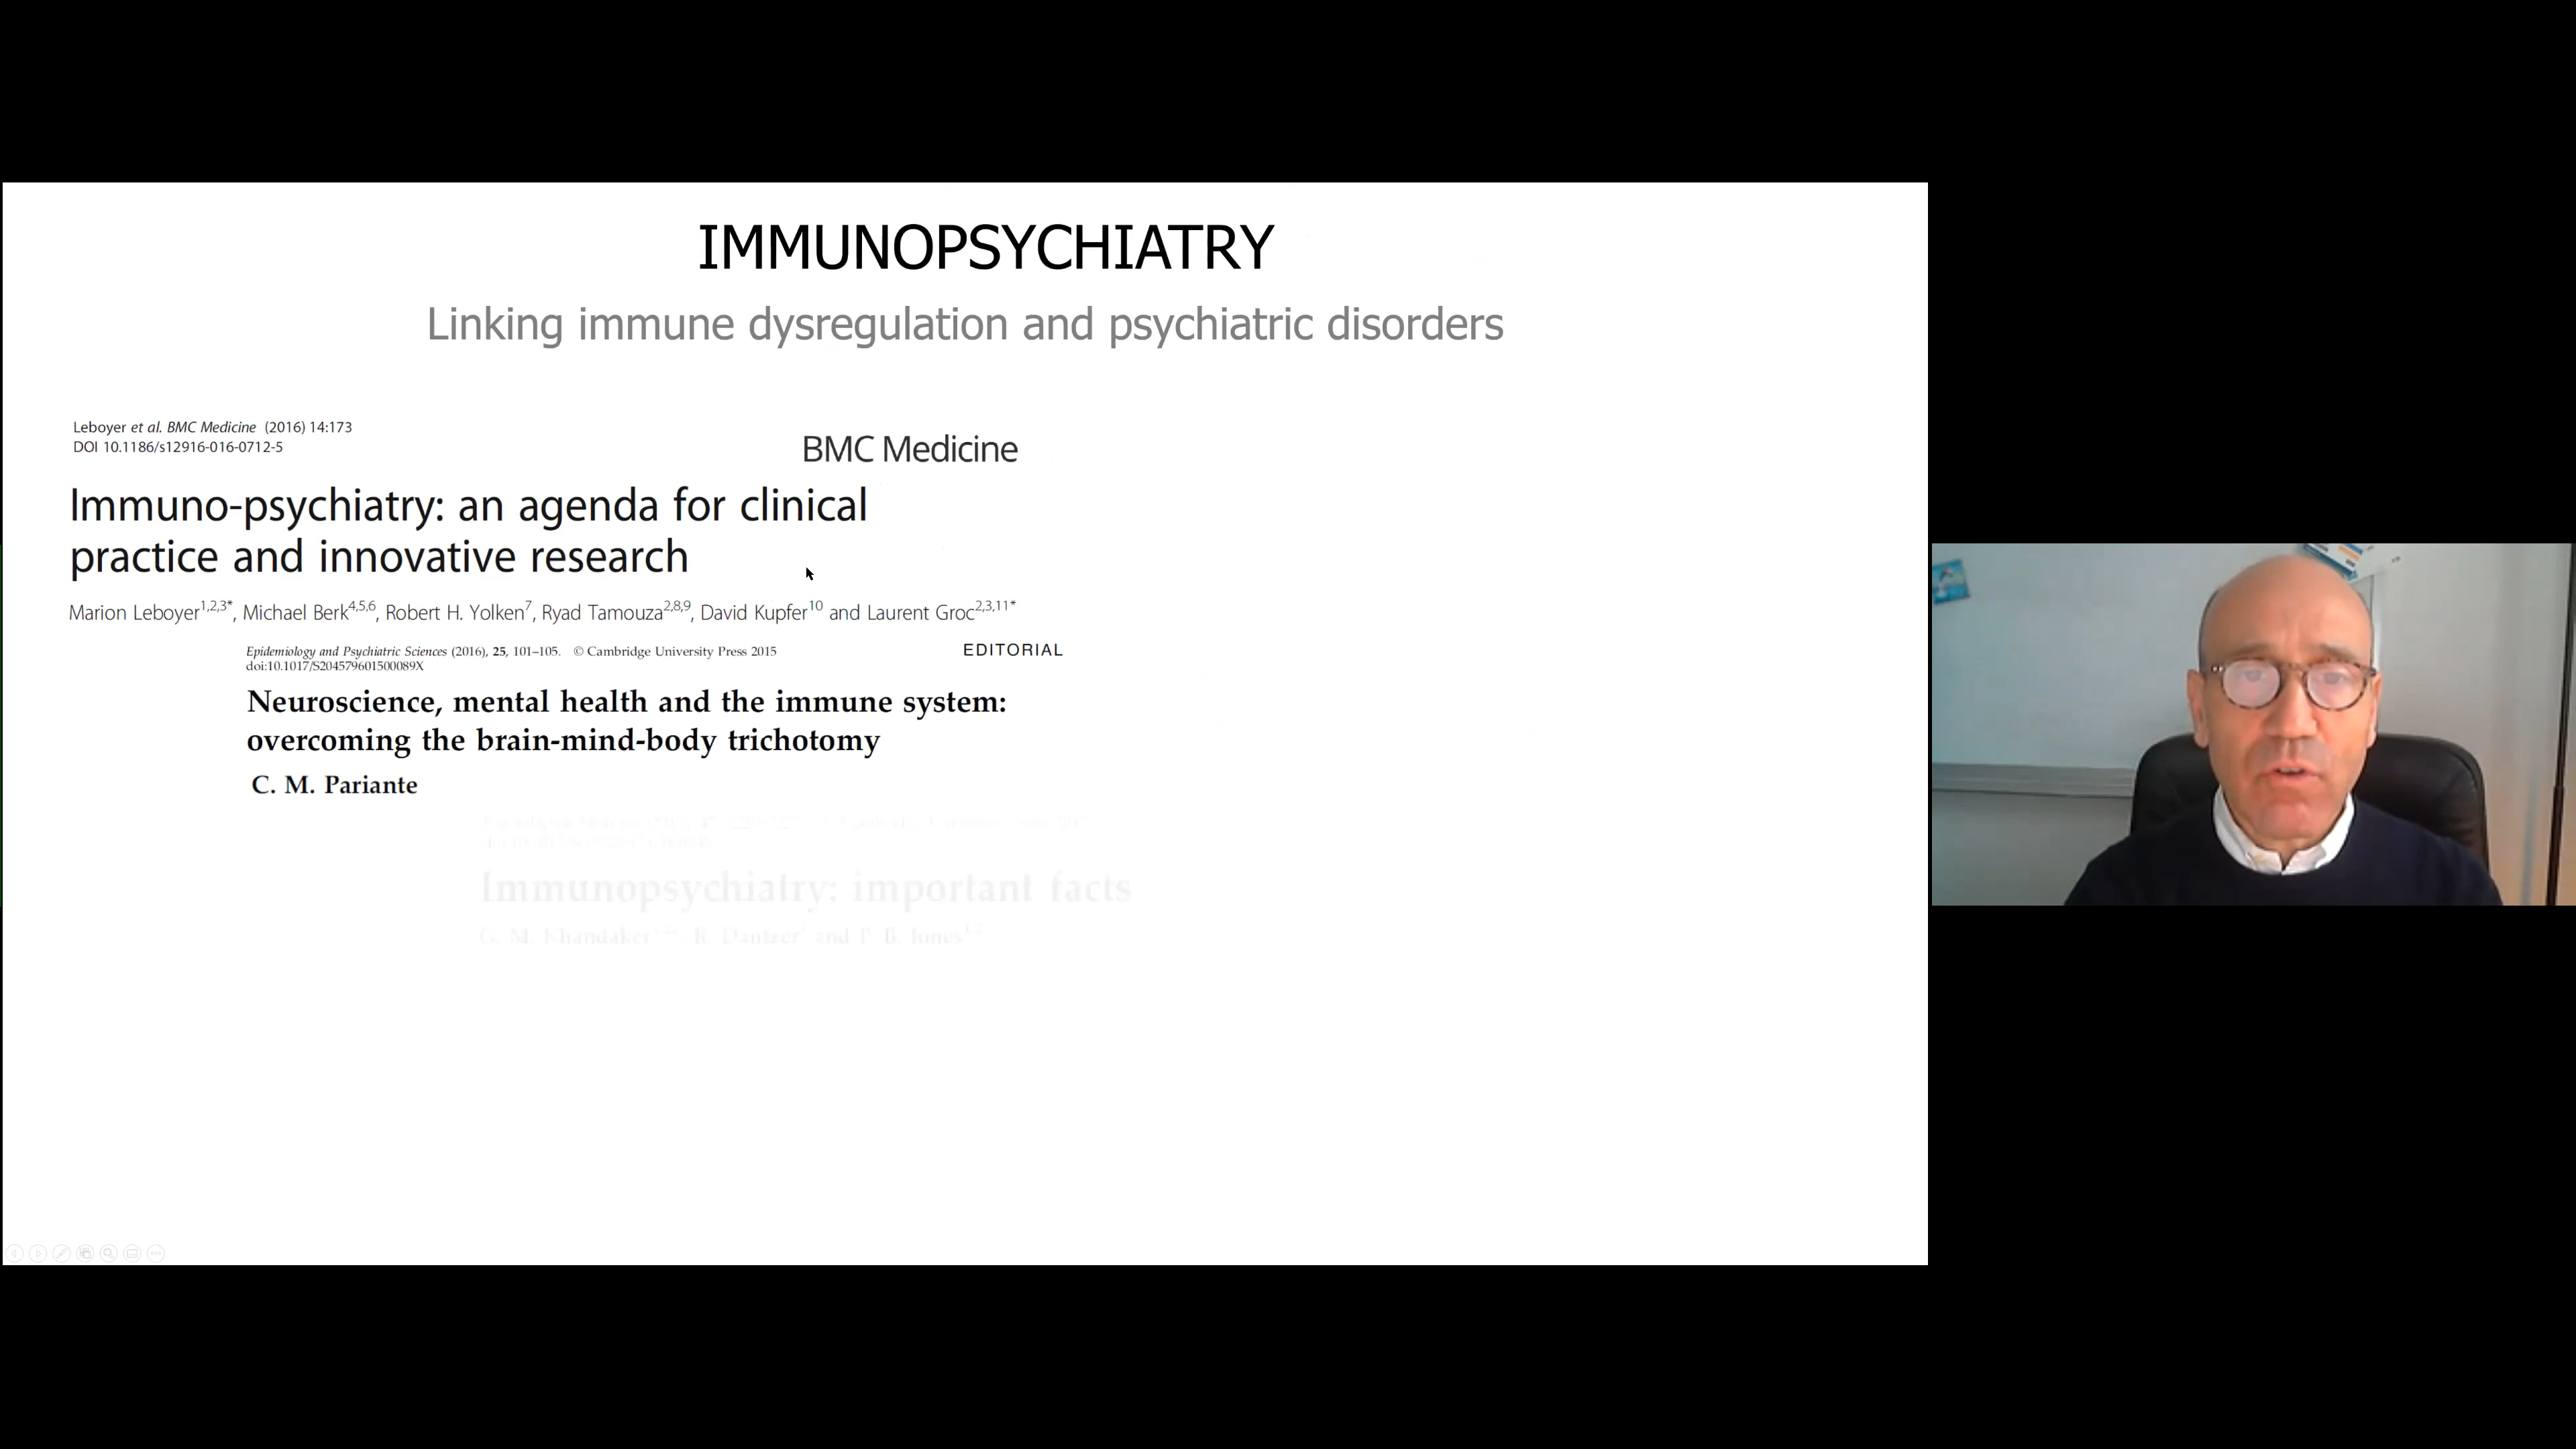 IMMUNOPSYCHIATRY
Linking immune dysregulation and psychiatric disorders
Leboyer et al. BMC Medicine (2016) 14:173
DOI 10.1186/s12916-016-0712-5
BMC Medicine
Immuno-psychiatry: an agenda for clinical
practice and innovative research
Marion Leboyer1,2,3*, Michael Berk4,5,6, Robert H. Yolken7, Ryad Tamouza2,8,9, David Kupfer10 and Laurent Groc2,3,11*
Epidemiology and Psychiatric Sciences (2016), 25, 101–105. © Cambridge University Press 2015
doi:10.1017/S204579601500089X
EDITORIAL
Neuroscience, mental health and the immune system:
overcoming the brain-mind-body trichotomy
C. M. Pariante
Immunopsychiatry: important facts
G. M. Khandaker, R. Dantzer and P. B. Jones